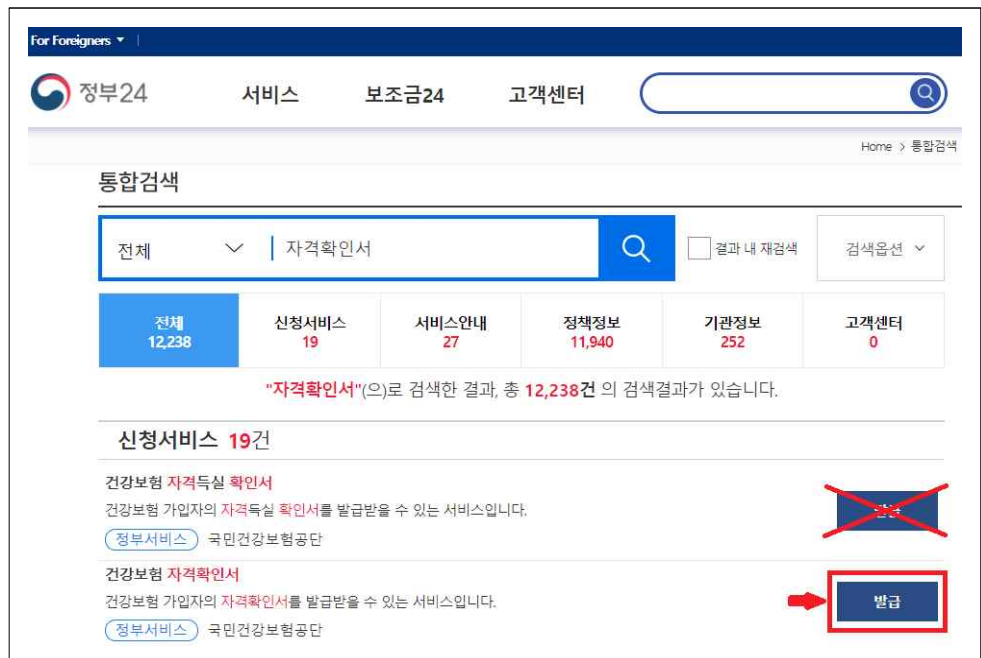 For Foreigners
정부24 서비스 보조금24 고객센터
Home > 통합검색
통합검색
전체 자격확인서 결과 내 재검색 검색옵션
전체 신청서비스 서비스안내 정책정보 기관정보 고객센터
12,238 19 27 11,940 252 0
"자격확인서"(으)로 검색한 결과, 총 12,238건 의 검색결과가 있습니다.
신청서비스 19건
건강보험 자격득실 확인서
건강보험 가입자의 자격득실 확인서를 발급받을 수 있는 서비스입니다.
발급
정부서비스 국민건강보험공단
건강보험 자격확인서
건강보험 가입자의 자격확인서를 발급받을 수 있는 서비스입니다.
발급
정부서비스 국민건강보험공단